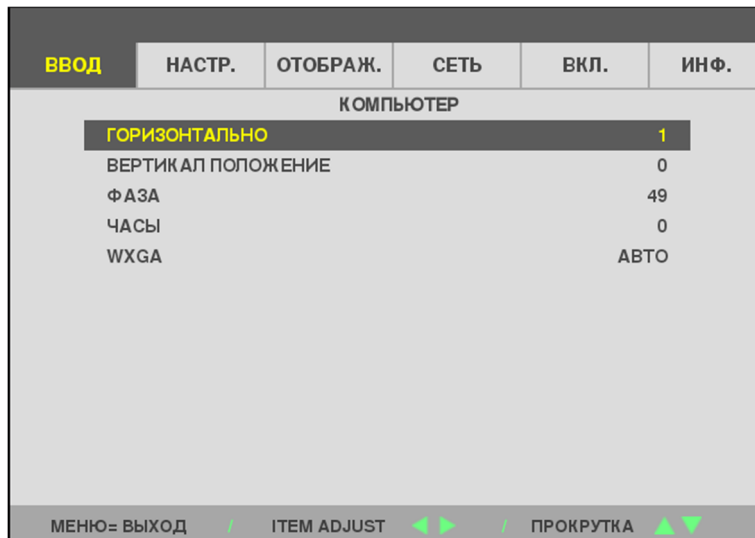 ВВОД НАСТР. ОТОБРАЖ. СЕТЬ ВКЛ. ИНФ.
КОМПЬЮТЕР
ГОРИЗОНТАЛЬНО 1
ВЕРТИКАЛ ПОЛОЖЕНИЕ 0
ФАЗА 49
ЧАСЫ 0
WXGA АВТО
МЕНЮ= ВЫХОД / ITEM ADJUST ◀ ▶ / ПРОКРУТКА ▲ ▼